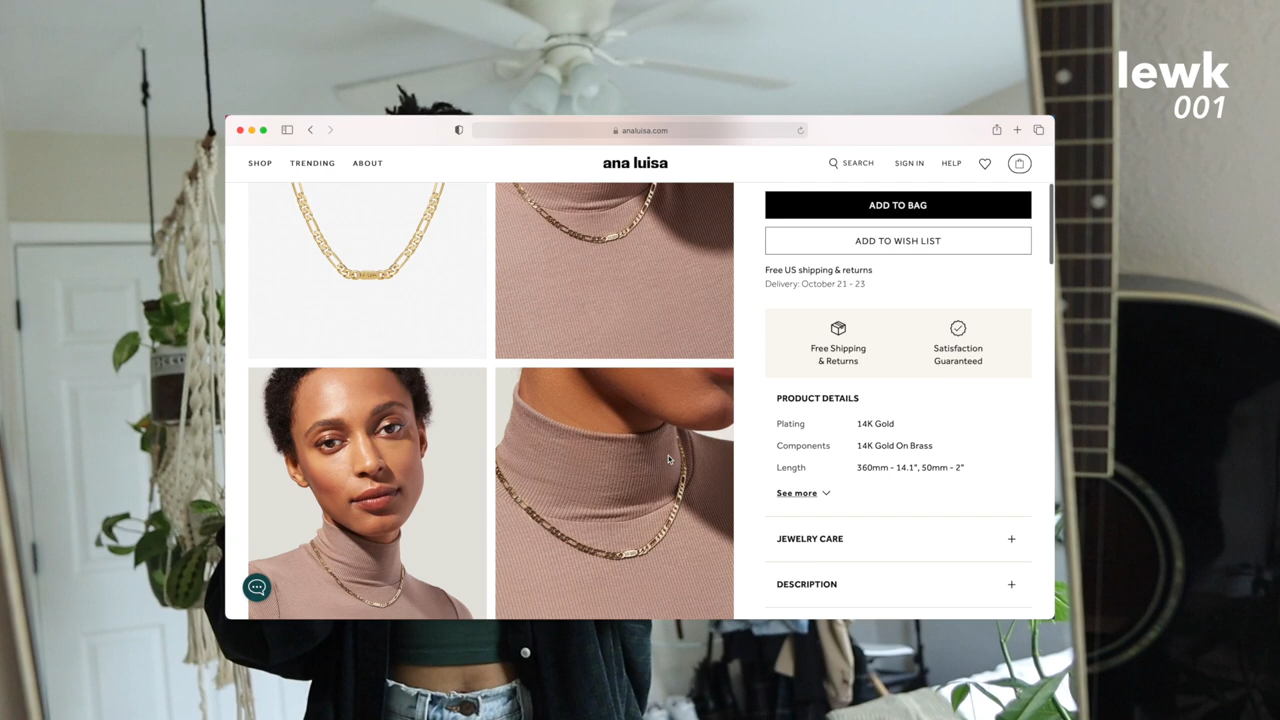 lewk
001
analuisa.com
SHOP TRENDING ABOUT
ana luisa
SEARCH SIGN IN HELP
ADD TO BAG
ADD TO WISH LIST
Free US shipping & returns
Delivery: October 21 - 23
Free Shipping
& Returns
Satisfaction
Guaranteed
PRODUCT DETAILS
Plating 14K Gold
Components 14K Gold On Brass
Length 360mm - 14.1", 50mm - 2"
See more
JEWELRY CARE
DESCRIPTION